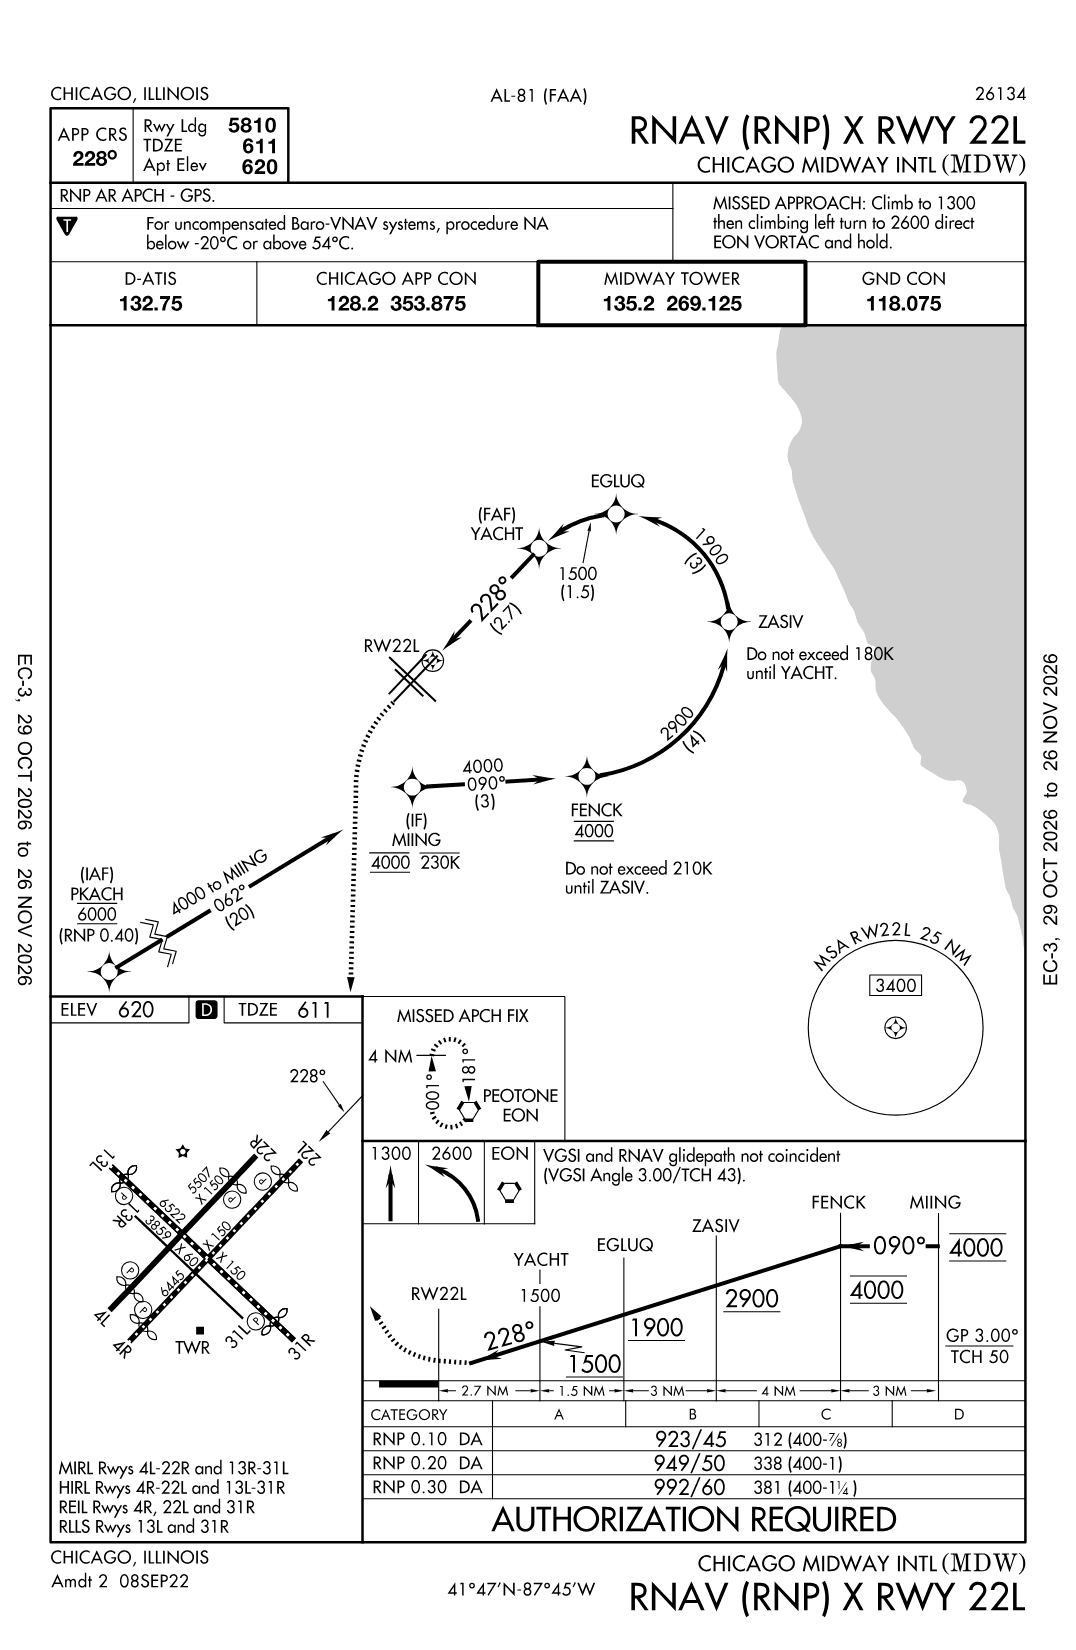 CHICAGO, ILLINOIS
AL-81 (FAA)
26134
APP CRS
228°
Rwy Ldg 5810
TDZE 611
Apt Elev 620
RNAV (RNP) X RWY 22L
CHICAGO MIDWAY INTL (MDW)
RNP AR APCH - GPS.
T
For uncompensated Baro-VNAV systems, procedure NA
below -20°C or above 54°C.
MISSED APPROACH: Climb to 1300
then climbing left turn to 2600 direct
EON VORTAC and hold.
D-ATIS
132.75
CHICAGO APP CON
128.2 353.875
MIDWAY TOWER
135.2 269.125
GND CON
118.075
EGLUQ
(FAF)
YACHT
1500
(1.5)
1900
(3)
228°
(2.7)
ZASIV
Do not exceed 180K
until YACHT.
RW22L
2900
(4)
4000
090°
(3)
(IF)
MIING
4000 230K
FENCK
4000
Do not exceed 210K
until ZASIV.
(IAF)
PKACH
6000
(RNP 0.40)
4000 to MIING
062°
(20)
MSA RW22L 25 NM
3400
EC-3, 29 OCT 2026 to 26 NOV 2026
EC-3, 29 OCT 2026 to 26 NOV 2026
ELEV 620
D
TDZE 611
228°
13L
22R
22L
13R
5507
X 150
6522
3859
X 60
X 150
X 150
6445
P
P
P
P
P
P
4L
4R
TWR
31L
31R
MIRL Rwys 4L-22R and 13R-31L
HIRL Rwys 4R-22L and 13L-31R
REIL Rwys 4R, 22L and 31R
RLLS Rwys 13L and 31R
MISSED APCH FIX
4 NM
181°
001°
PEOTONE
EON
1300
2600
EON
VGSI and RNAV glidepath not coincident
(VGSI Angle 3.00/TCH 43).
FENCK
MIING
ZASIV
EGLUQ
YACHT
1500
RW22L
090°
4000
4000
2900
1900
1500
228°
GP 3.00°
TCH 50
2.7 NM
1.5 NM
3 NM
4 NM
3 NM
CATEGORY A B C D
RNP 0.10 DA 923/45 312 (400-⅞)
RNP 0.20 DA 949/50 338 (400-1)
RNP 0.30 DA 992/60 381 (400-1¼)
AUTHORIZATION REQUIRED
CHICAGO, ILLINOIS
Amdt 2 08SEP22
41°47'N-87°45'W
CHICAGO MIDWAY INTL (MDW)
RNAV (RNP) X RWY 22L